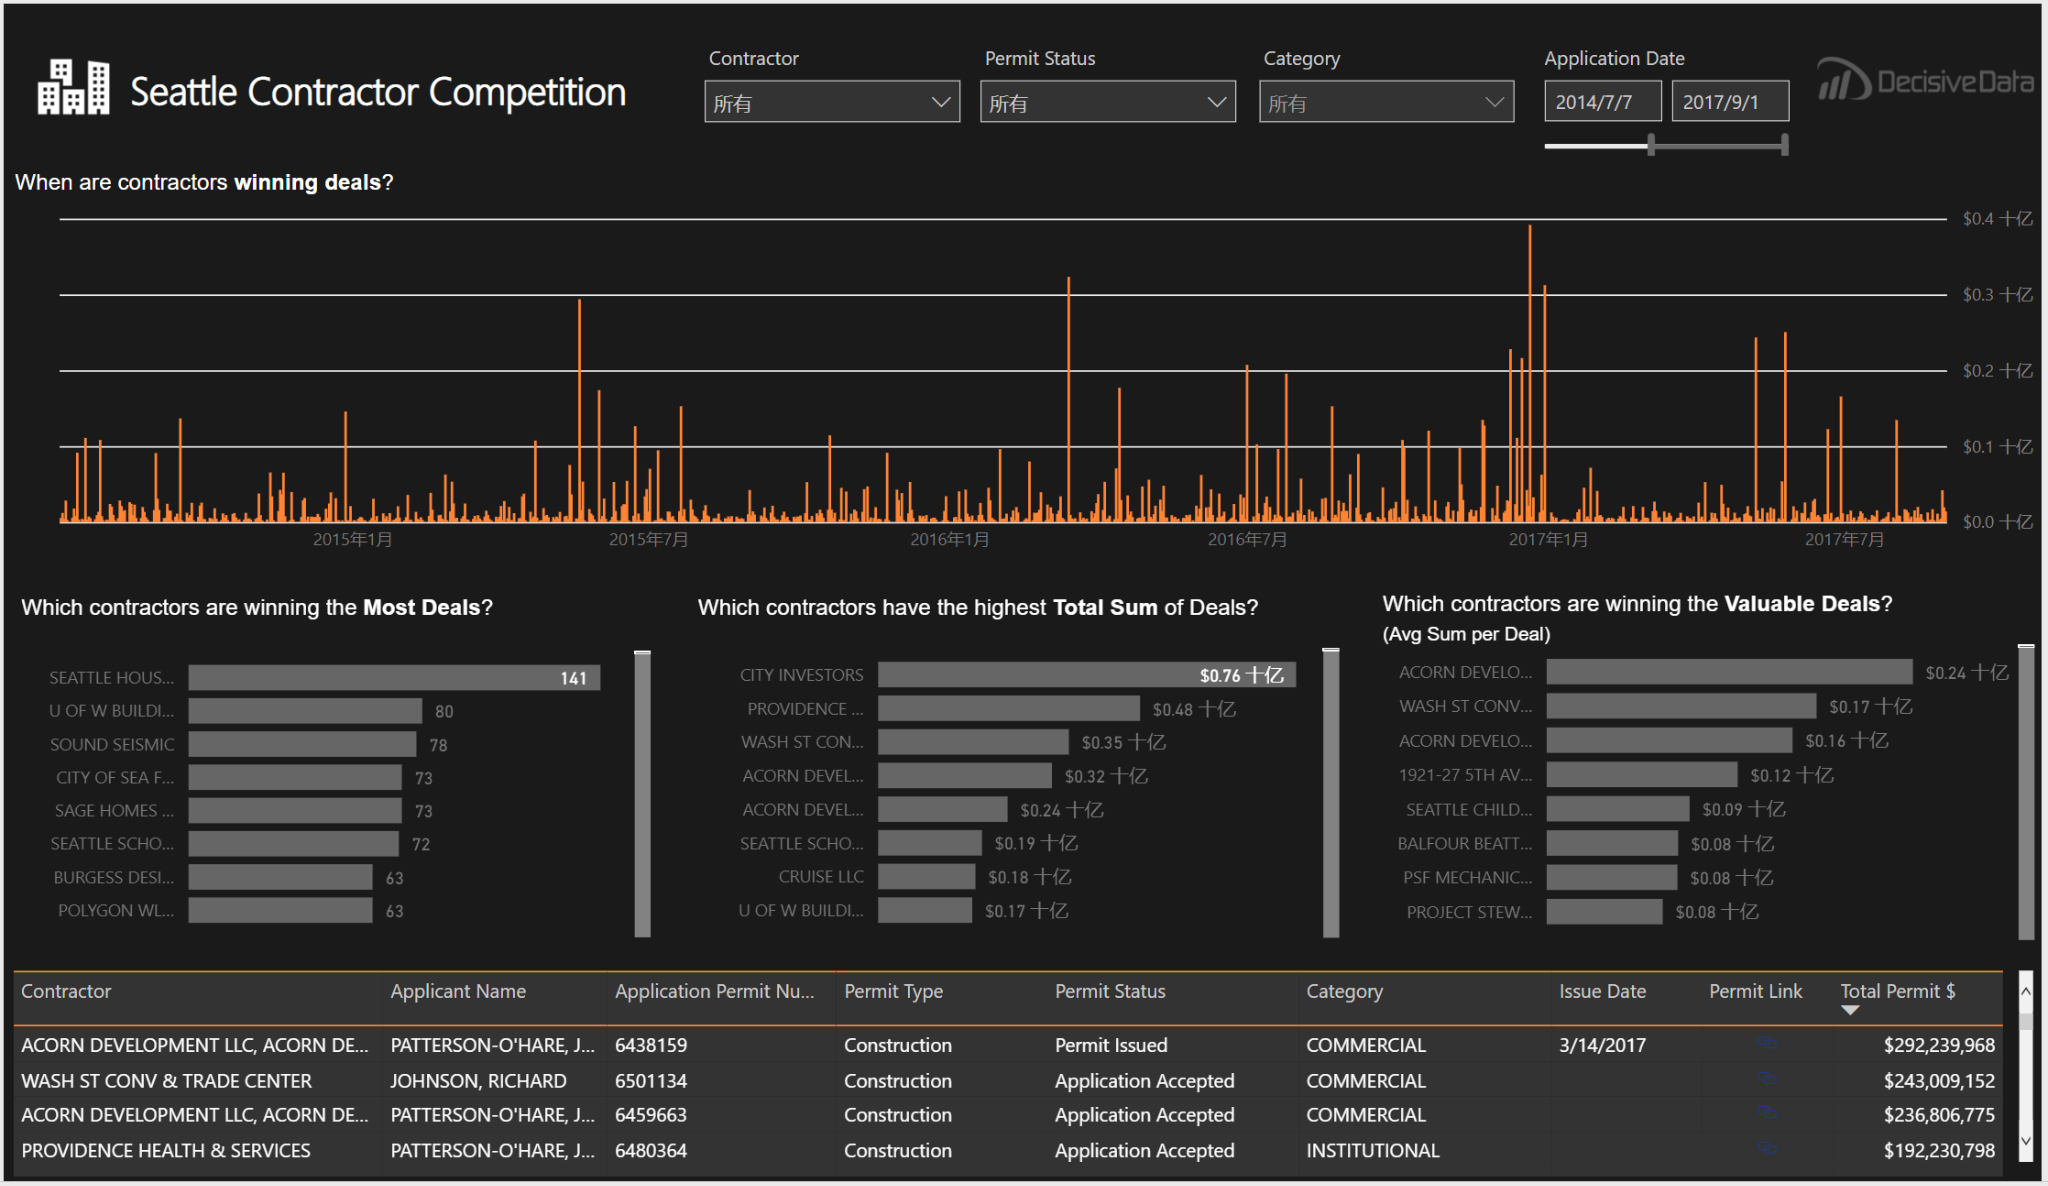 Seattle Contractor Competition
Contractor
所有
Permit Status
所有
Category
所有
Application Date
2014/7/7
2017/9/1
DecisiveData
When are contractors winning deals?
$0.4 十亿
$0.3 十亿
$0.2 十亿
$0.1 十亿
$0.0 十亿
2015年1月
2015年7月
2016年1月
2016年7月
2017年1月
2017年7月
Which contractors are winning the Most Deals?
SEATTLE HOUS... 141
U OF W BUILDI... 80
SOUND SEISMIC 78
CITY OF SEA F... 73
SAGE HOMES ... 73
SEATTLE SCHO... 72
BURGESS DESI... 63
POLYGON WL... 63
Which contractors have the highest Total Sum of Deals?
CITY INVESTORS $0.76 十亿
PROVIDENCE ... $0.48 十亿
WASH ST CON... $0.35 十亿
ACORN DEVEL... $0.32 十亿
ACORN DEVEL... $0.24 十亿
SEATTLE SCHO... $0.19 十亿
CRUISE LLC $0.18 十亿
U OF W BUILDI... $0.17 十亿
Which contractors are winning the Valuable Deals?
(Avg Sum per Deal)
ACORN DEVELO... $0.24 十亿
WASH ST CONV... $0.17 十亿
ACORN DEVELO... $0.16 十亿
1921-27 5TH AV... $0.12 十亿
SEATTLE CHILD... $0.09 十亿
BALFOUR BEATT... $0.08 十亿
PSF MECHANIC... $0.08 十亿
PROJECT STEW... $0.08 十亿
Contractor Applicant Name Application Permit Nu... Permit Type Permit Status Category Issue Date Permit Link Total Permit $
ACORN DEVELOPMENT LLC, ACORN DE... PATTERSON-O'HARE, J... 6438159 Construction Permit Issued COMMERCIAL 3/14/2017 $292,239,968
WASH ST CONV & TRADE CENTER JOHNSON, RICHARD 6501134 Construction Application Accepted COMMERCIAL $243,009,152
ACORN DEVELOPMENT LLC, ACORN DE... PATTERSON-O'HARE, J... 6459663 Construction Application Accepted COMMERCIAL $236,806,775
PROVIDENCE HEALTH & SERVICES PATTERSON-O'HARE, J... 6480364 Construction Application Accepted INSTITUTIONAL $192,230,798